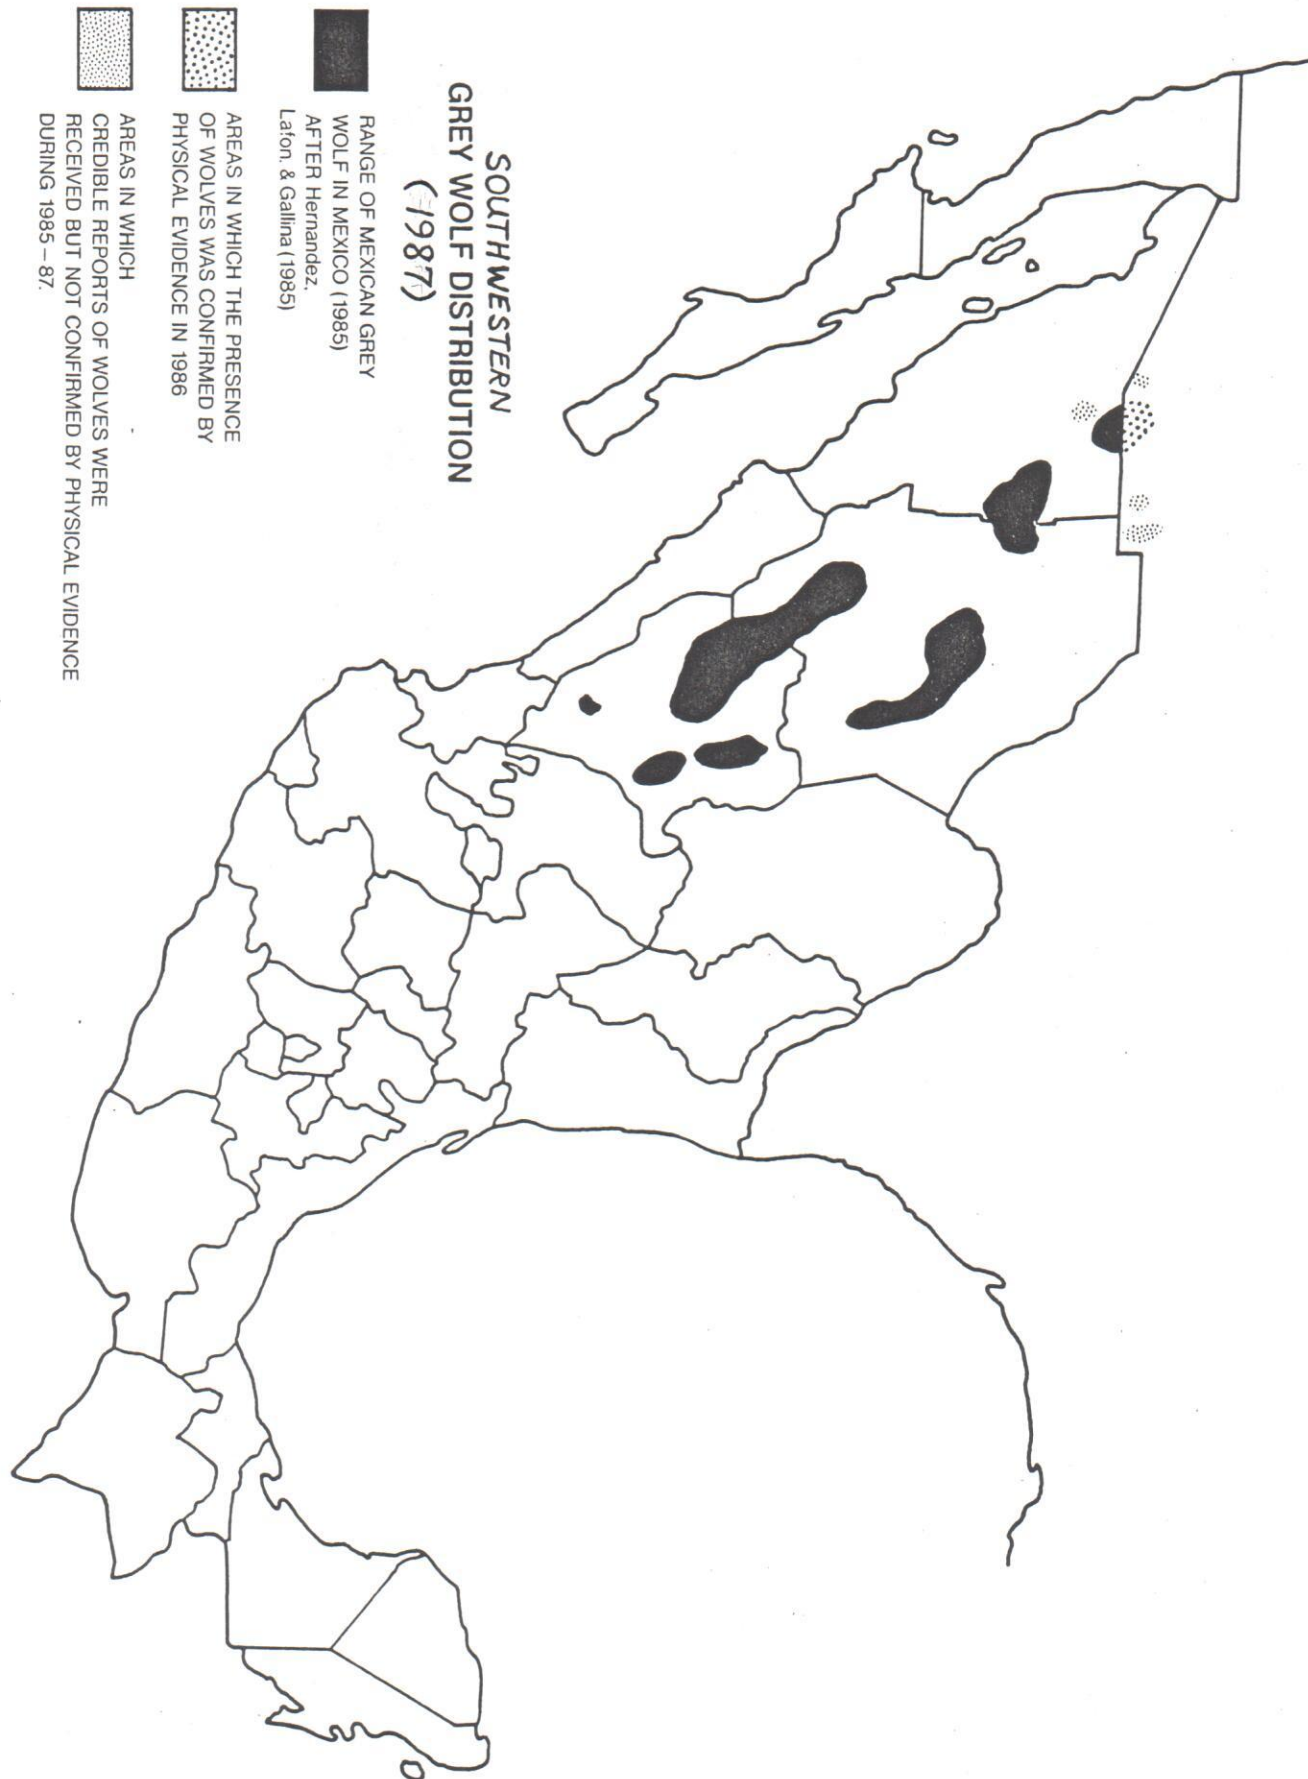 SOUTHWESTERN
GREY WOLF DISTRIBUTION
(1987)
RANGE OF MEXICAN GREY
WOLF IN MEXICO (1985)
AFTER Hernandez,
Lafon, & Gallina (1985)
AREAS IN WHICH THE PRESENCE
OF WOLVES WAS CONFIRMED BY
PHYSICAL EVIDENCE IN 1986
AREAS IN WHICH
CREDIBLE REPORTS OF WOLVES WERE
RECEIVED BUT NOT CONFIRMED BY PHYSICAL EVIDENCE
DURING 1985–87.